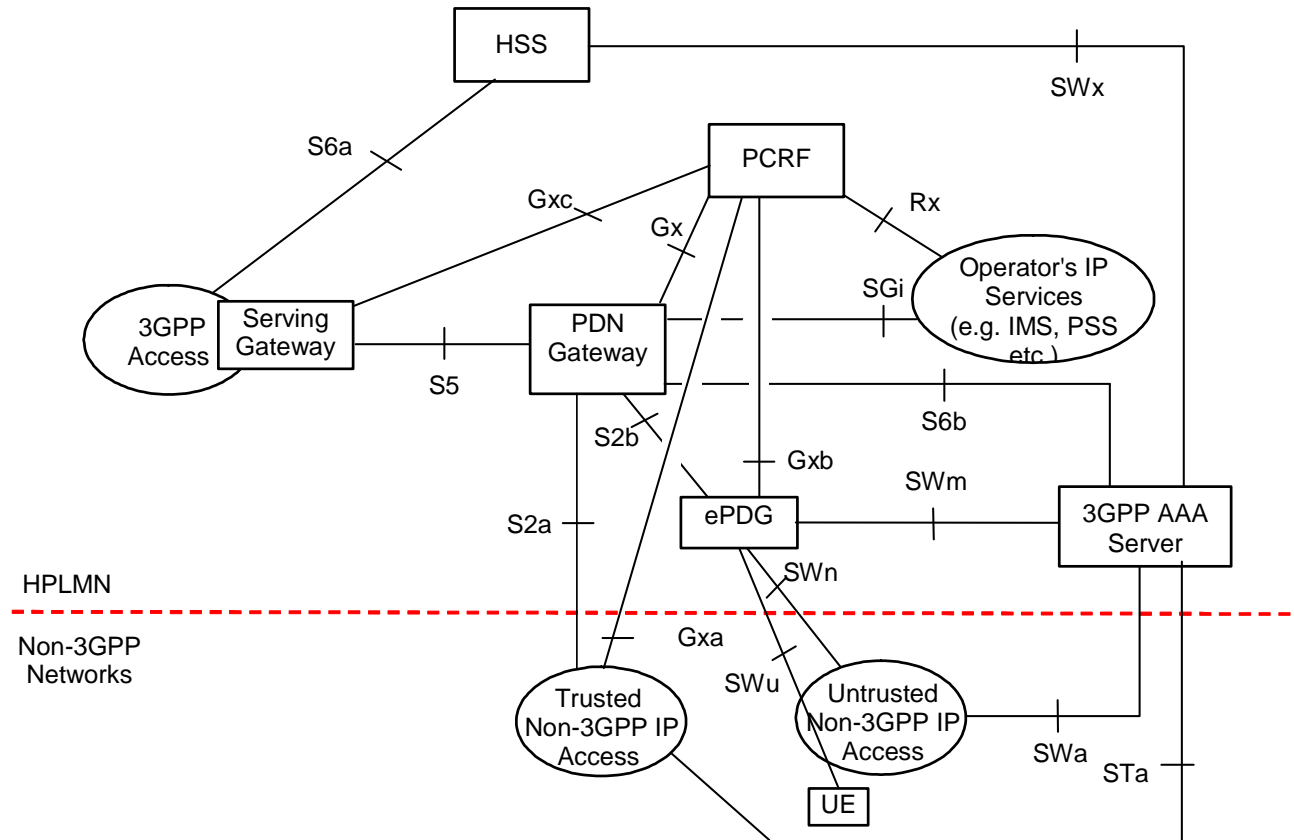 HSS
SWx
S6a
PCRF
Gxc
Gx
Rx
SGi
Operator's IP
Services
(e.g. IMS, PSS
etc.)
3GPP
Access
Serving
Gateway
PDN
Gateway
S5
S2b
S6b
Gxb
SWm
S2a
ePDG
3GPP AAA
Server
SWn
HPLMN
Non-3GPP
Networks
Gxa
SWu
Trusted
Non-3GPP IP
Access
Untrusted
Non-3GPP IP
Access
SWa
STa
UE